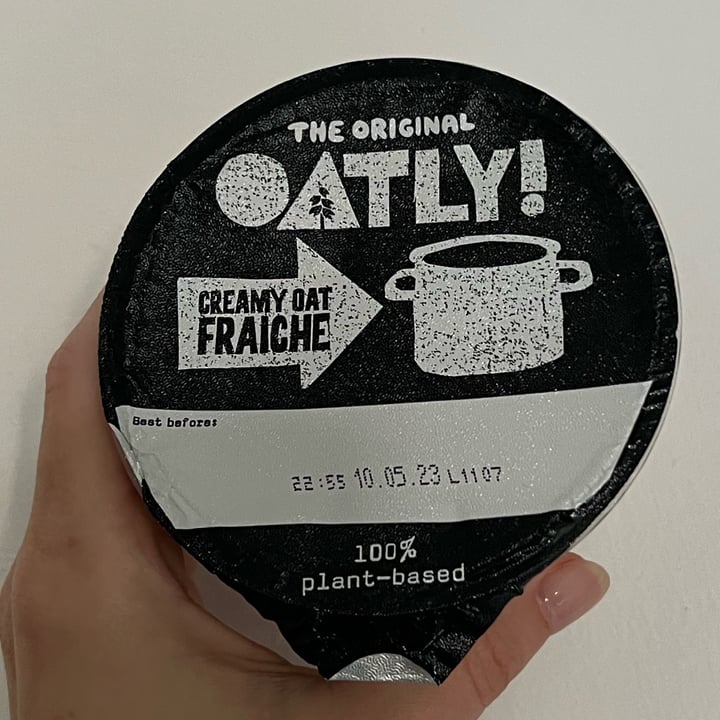 THE ORIGINAL
OATLY!
CREAMY OAT
FRAICHE
Best before:
22:55 10.05.23 L1107
100%
plant-based